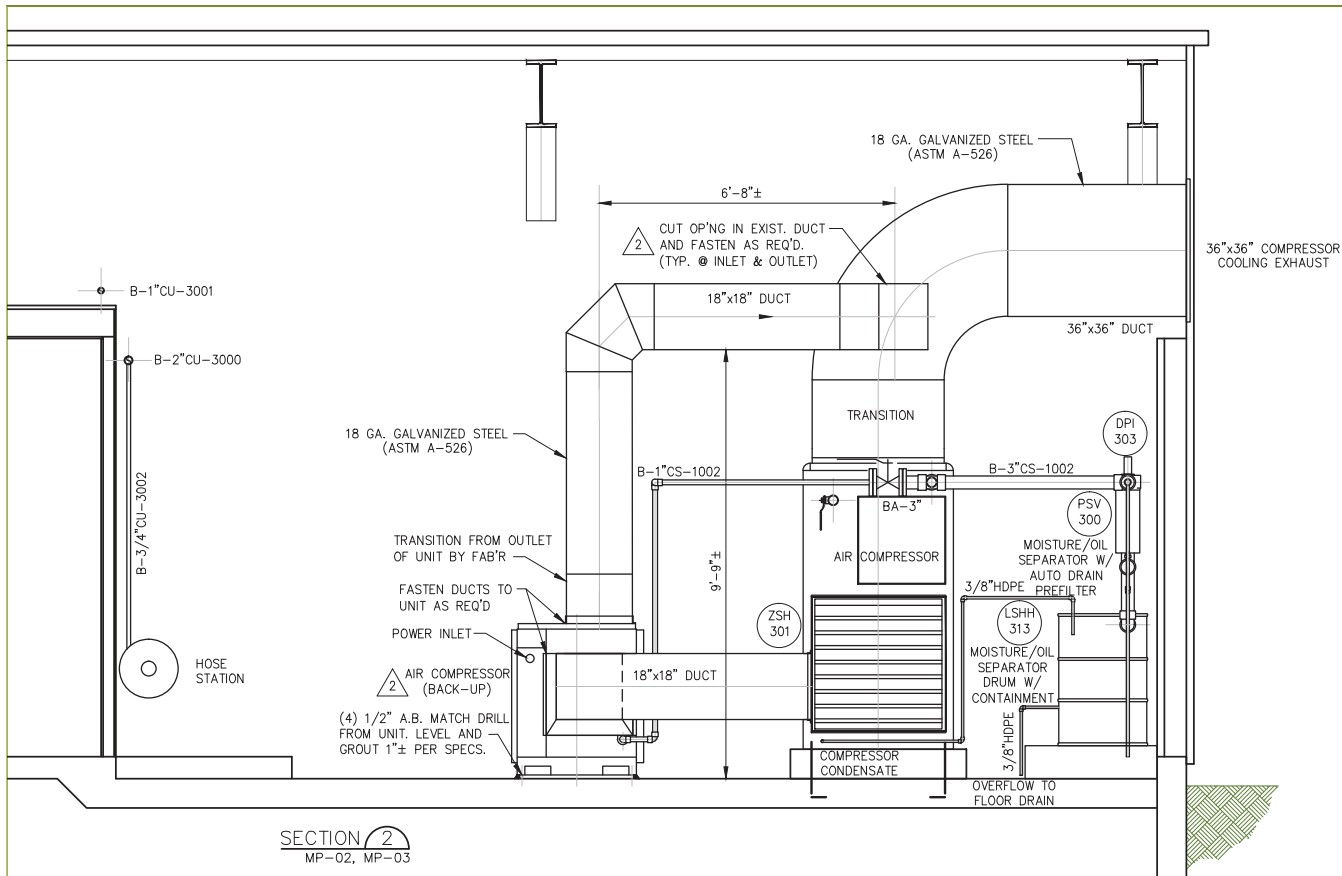 18 GA. GALVANIZED STEEL
(ASTM A-526)
6'-8"±
2
CUT OP'NG IN EXIST. DUCT
AND FASTEN AS REQ'D.
(TYP. @ INLET & OUTLET)
36"x36" COMPRESSOR
COOLING EXHAUST
B-1"CU-3001
18"x18" DUCT
36"x36" DUCT
B-2"CU-3000
TRANSITION
18 GA. GALVANIZED STEEL
(ASTM A-526)
DPI
303
B-1"CS-1002
B-3"CS-1002
B-3/4"CU-3002
BA-3"
PSV
300
TRANSITION FROM OUTLET
OF UNIT BY FAB'R
9'-9"±
AIR COMPRESSOR
MOISTURE/OIL
SEPARATOR W/
AUTO DRAIN
PREFILTER
FASTEN DUCTS TO
UNIT AS REQ'D
3/8"HDPE
ZSH
301
LSHH
313
POWER INLET
HOSE
STATION
MOISTURE/OIL
SEPARATOR
DRUM W/
CONTAINMENT
2
AIR COMPRESSOR
(BACK-UP)
18"x18" DUCT
(4) 1/2" A.B. MATCH DRILL
FROM UNIT. LEVEL AND
GROUT 1"± PER SPECS.
3/8"HDPE
COMPRESSOR
CONDENSATE
OVERFLOW TO
FLOOR DRAIN
SECTION 2
MP-02, MP-03